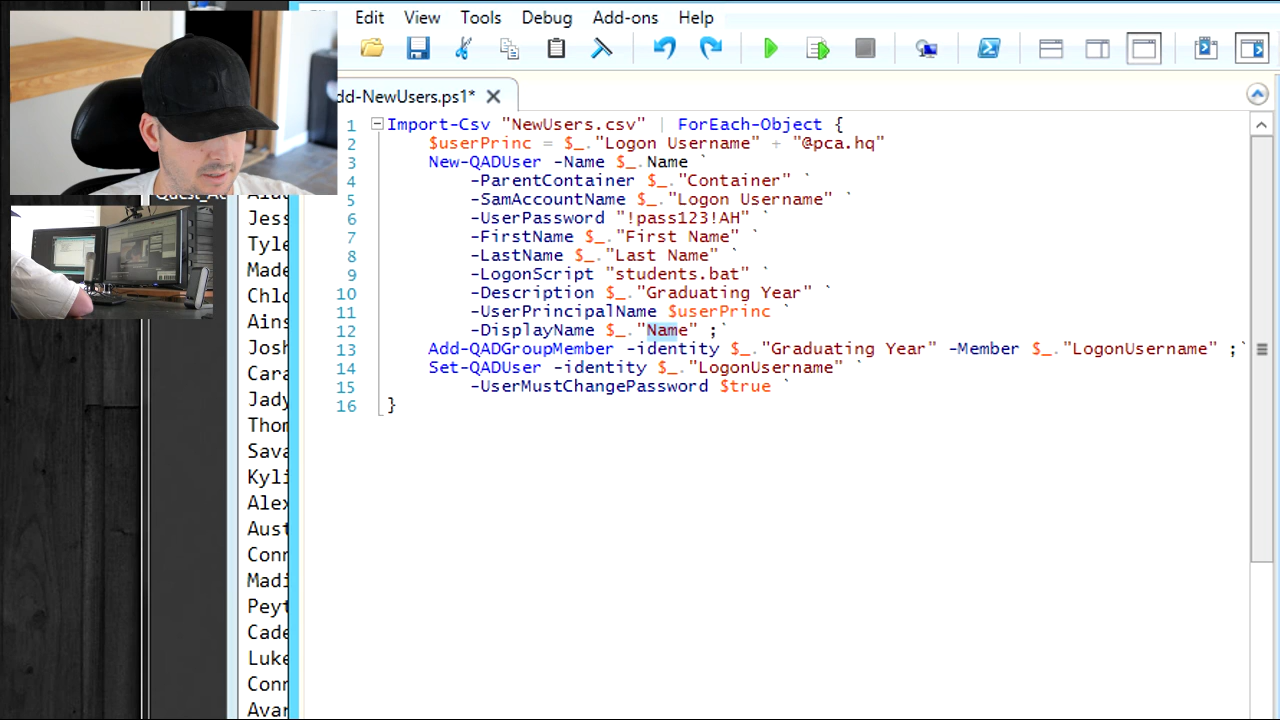 Edit View Tools Debug Add-ons Help
dd-NewUsers.ps1*
1 Import-Csv "NewUsers.csv" | ForEach-Object {
2 $userPrinc = $_."Logon Username" + "@pca.hq"
3 New-QADUser -Name $_.Name `
4 -ParentContainer $_."Container" `
5 -SamAccountName $_."Logon Username" `
6 -UserPassword "!pass123!AH" `
7 -FirstName $_."First Name" `
8 -LastName $_."Last Name" `
9 -LogonScript "students.bat" `
10 -Description $_."Graduating Year" `
11 -UserPrincipalName $userPrinc `
12 -DisplayName $_."Name" ;`
13 Add-QADGroupMember -identity $_."Graduating Year" -Member $_."LogonUsername" ;`
14 Set-QADUser -identity $_."LogonUsername" `
15 -UserMustChangePassword $true `
16 }
Jess
Tyle
Made
Chlo
Ains
Josh
Cara
Jady
Thom
Sava
Kyli
Alex
Aust
Conn
Madi
Peyt
Cade
Luke
Conn
Avar